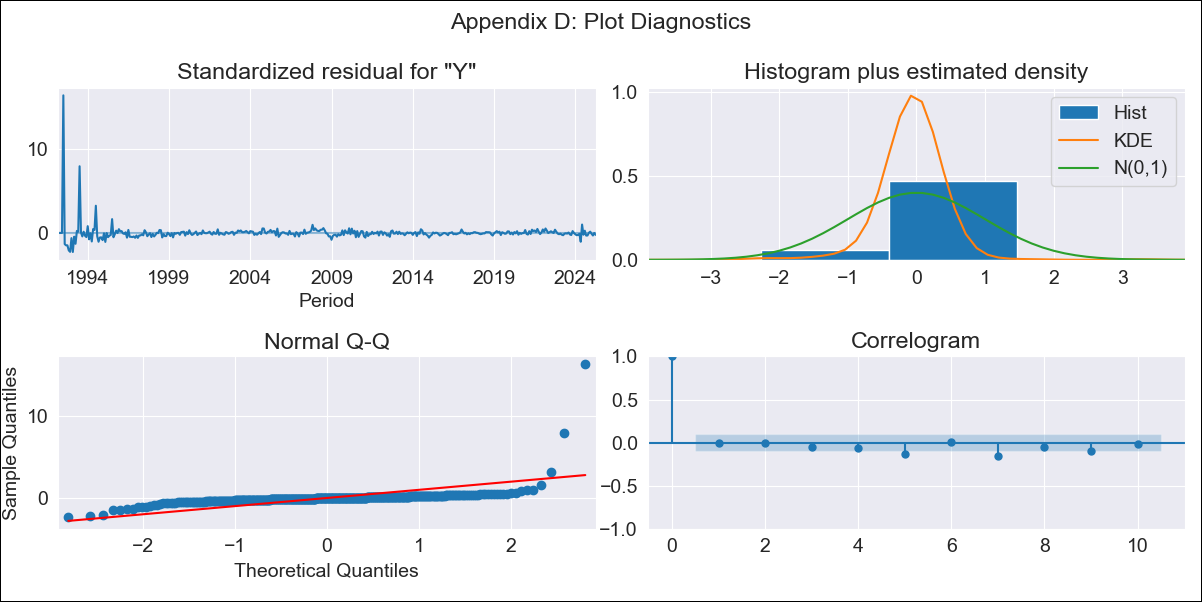 Appendix D: Plot Diagnostics
Standardized residual for "Y"
10
0
1994 1999 2004 2009 2014 2019 2024
Period
Histogram plus estimated density
1.0
0.5
0.0
−3 −2 −1 0 1 2 3
Hist
KDE
N(0,1)
Normal Q-Q
Sample Quantiles
10
0
−2 −1 0 1 2
Theoretical Quantiles
Correlogram
1.0
0.5
0.0
−0.5
−1.0
0 2 4 6 8 10